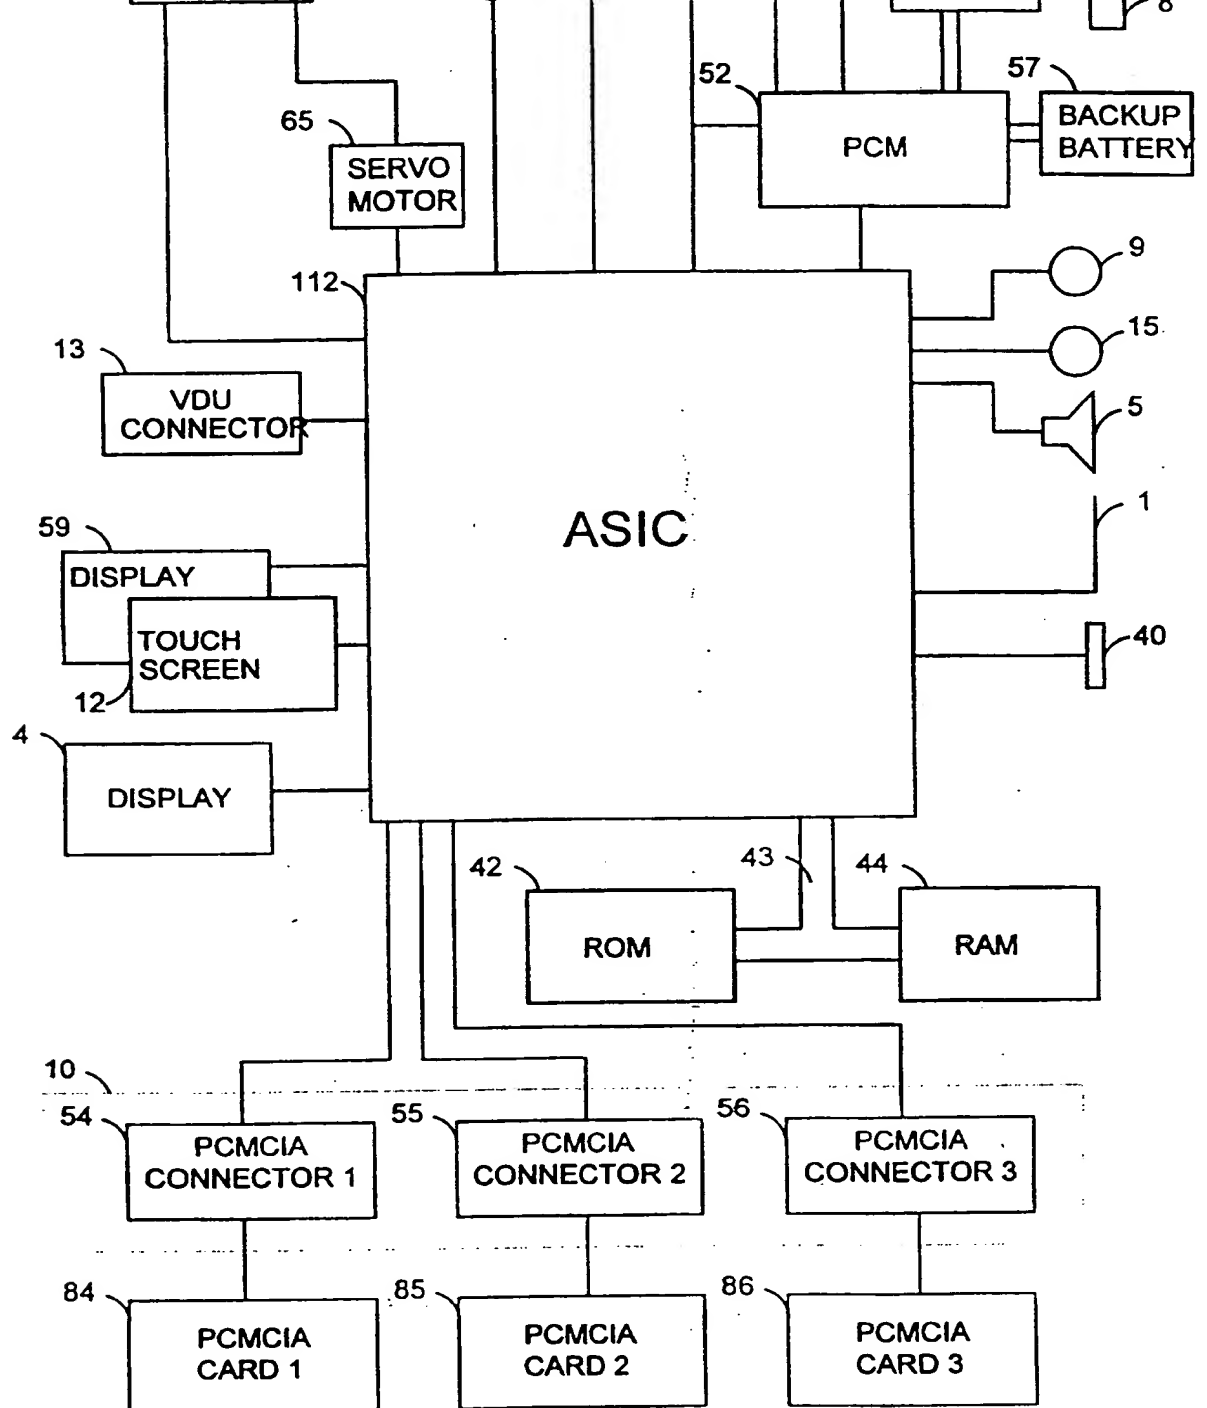 8
52
57
PCM
BACKUP
BATTERY
65
SERVO
MOTOR
9
112
15
13
VDU
CONNECTOR
5
1
ASIC
59
DISPLAY
TOUCH
SCREEN
12
40
4
DISPLAY
42
43
44
ROM
RAM
10
54
55
56
PCMCIA
CONNECTOR 1
PCMCIA
CONNECTOR 2
PCMCIA
CONNECTOR 3
84
85
86
PCMCIA
CARD 1
PCMCIA
CARD 2
PCMCIA
CARD 3